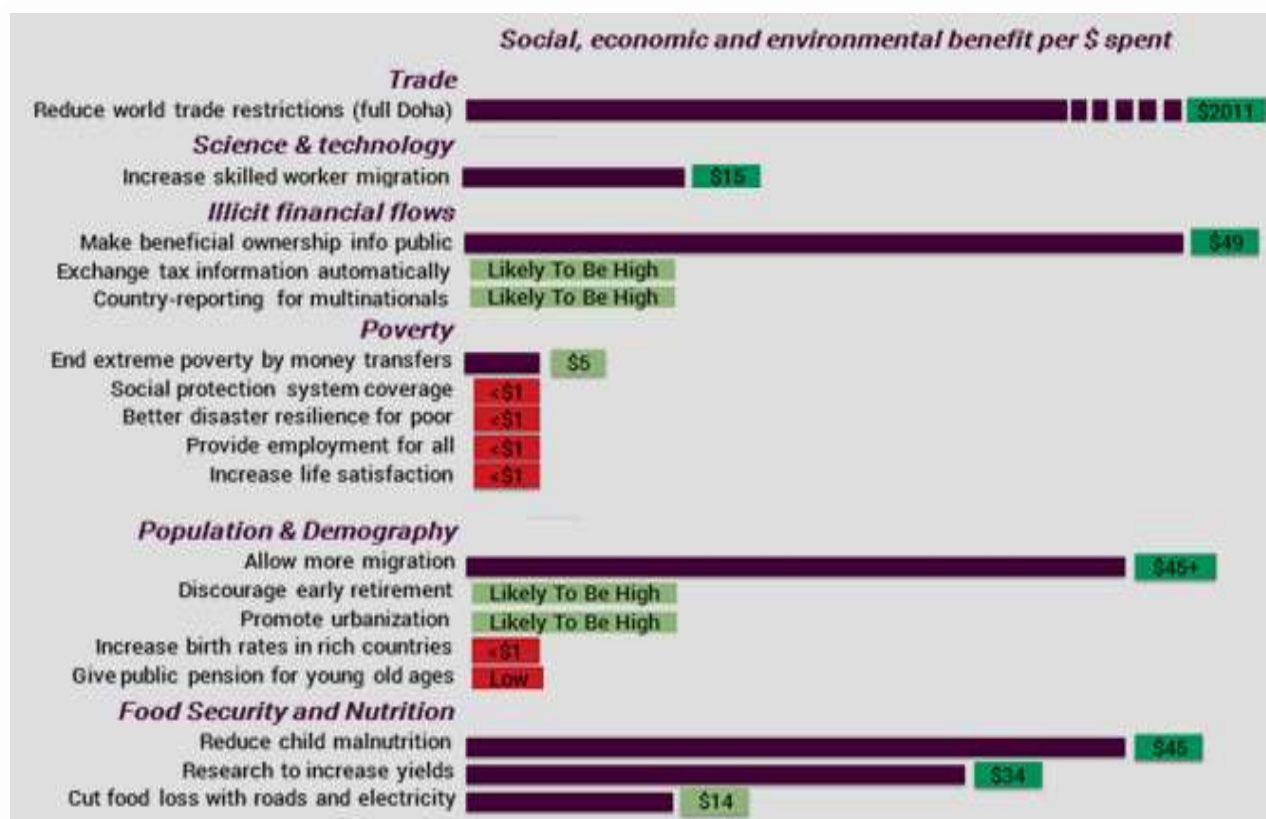 Social, economic and environmental benefit per $ spent
Trade
Reduce world trade restrictions (full Doha) $2011
Science & technology
Increase skilled worker migration $15
Illicit financial flows
Make beneficial ownership info public $49
Exchange tax information automatically Likely To Be High
Country-reporting for multinationals Likely To Be High
Poverty
End extreme poverty by money transfers $5
Social protection system coverage <$1
Better disaster resilience for poor <$1
Provide employment for all <$1
Increase life satisfaction <$1
Population & Demography
Allow more migration $45+
Discourage early retirement Likely To Be High
Promote urbanization Likely To Be High
Increase birth rates in rich countries <$1
Give public pension for young old ages Low
Food Security and Nutrition
Reduce child malnutrition $45
Research to increase yields $34
Cut food loss with roads and electricity $14